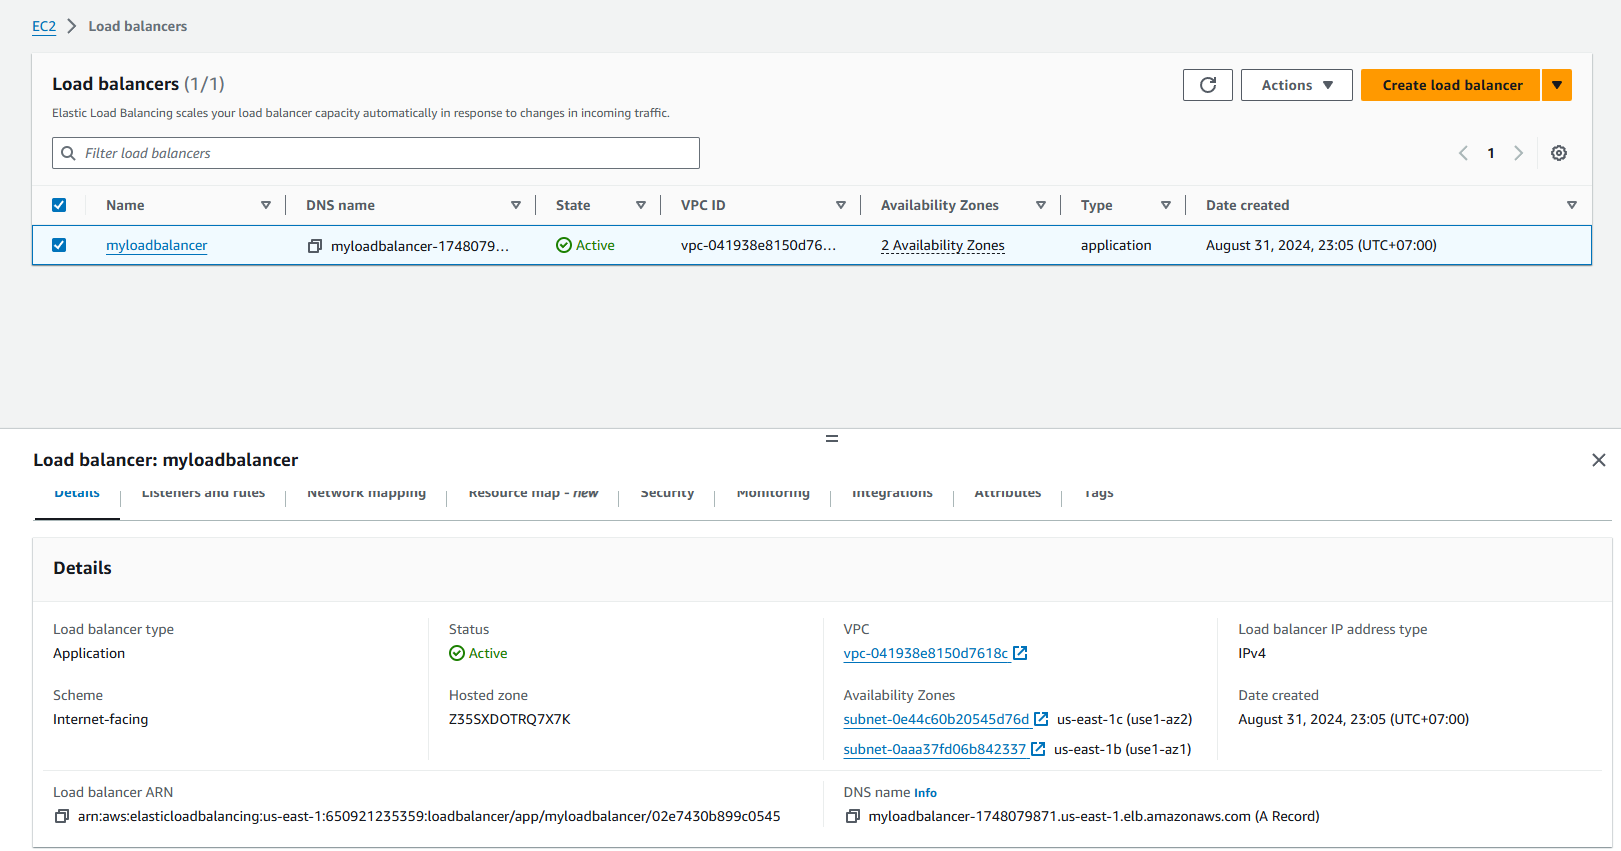 EC2 Load balancers
Load balancers (1/1)
Elastic Load Balancing scales your load balancer capacity automatically in response to changes in incoming traffic.
Actions
Create load balancer
Filter load balancers
1
Name DNS name State VPC ID Availability Zones Type Date created
myloadbalancer myloadbalancer-1748079... Active vpc-041938e8150d76... 2 Availability Zones application August 31, 2024, 23:05 (UTC+07:00)
Load balancer: myloadbalancer
Details Listeners and rules Network mapping Resource map - new Security Monitoring Integrations Attributes Tags
Details
Load balancer type
Application
Status
Active
VPC
vpc-041938e8150d7618c
Load balancer IP address type
IPv4
Scheme
Internet-facing
Hosted zone
Z35SXDOTRQ7X7K
Availability Zones
subnet-0e44c60b20545d76d us-east-1c (use1-az2)
subnet-0aaa37fd06b842337 us-east-1b (use1-az1)
Date created
August 31, 2024, 23:05 (UTC+07:00)
Load balancer ARN
arn:aws:elasticloadbalancing:us-east-1:650921235359:loadbalancer/app/myloadbalancer/02e7430b899c0545
DNS name Info
myloadbalancer-1748079871.us-east-1.elb.amazonaws.com (A Record)